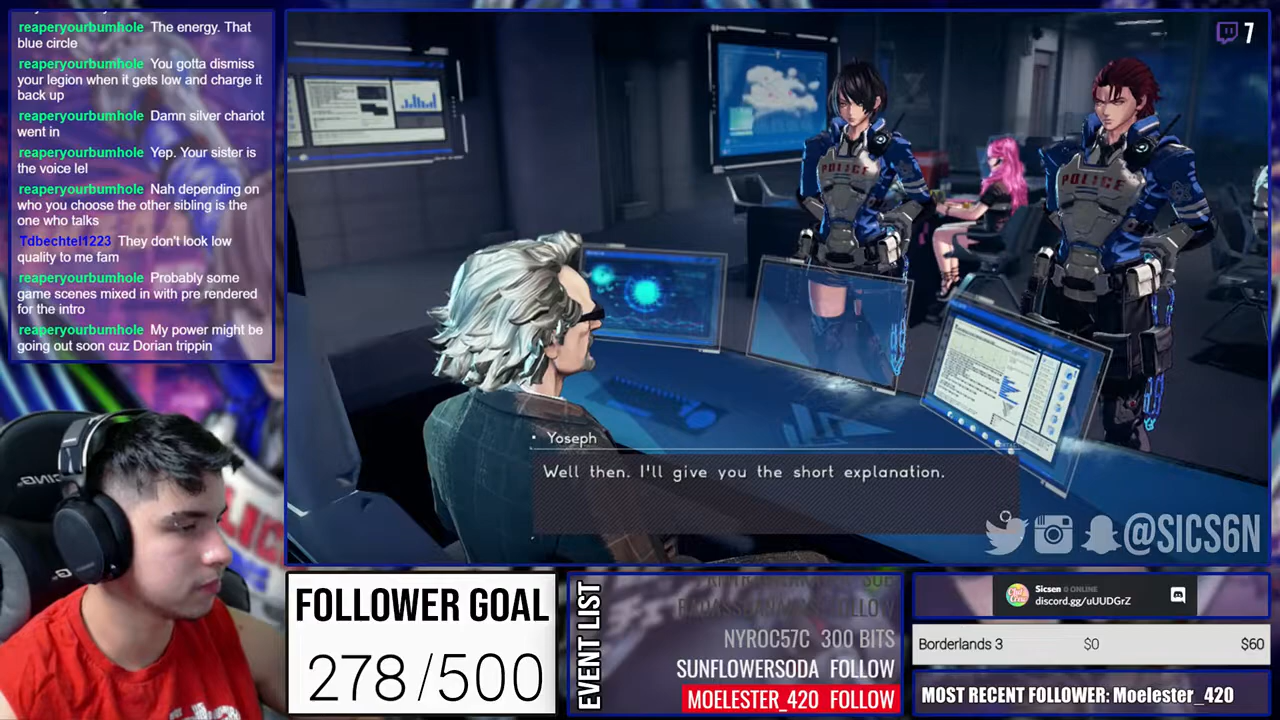 reaperyourbumhole The energy. That
blue circle
reaperyourbumhole You gotta dismiss
your legion when it gets low and charge it
back up
reaperyourbumhole Damn silver chariot
went in
reaperyourbumhole Yep. Your sister is
the voice lel
reaperyourbumhole Nah depending on
who you choose the other sibling is the
one who talks
Tdbechtel1223 They don't look low
quality to me fam
reaperyourbumhole Probably some
game scenes mixed in with pre rendered
for the intro
reaperyourbumhole My power might be
going out soon cuz Dorian trippin
7
POLICE
POLICE
Yoseph
Well then. I'll give you the short explanation.
@SICS6N
FOLLOWER GOAL
278/500
EVENT LIST
NYROC57C 300 BITS
SUNFLOWERSODA FOLLOW
MOELESTER_420 FOLLOW
Sicsen ONLINE
discord.gg/uUUDGrZ
Borderlands 3 $0 $60
MOST RECENT FOLLOWER: Moelester_420